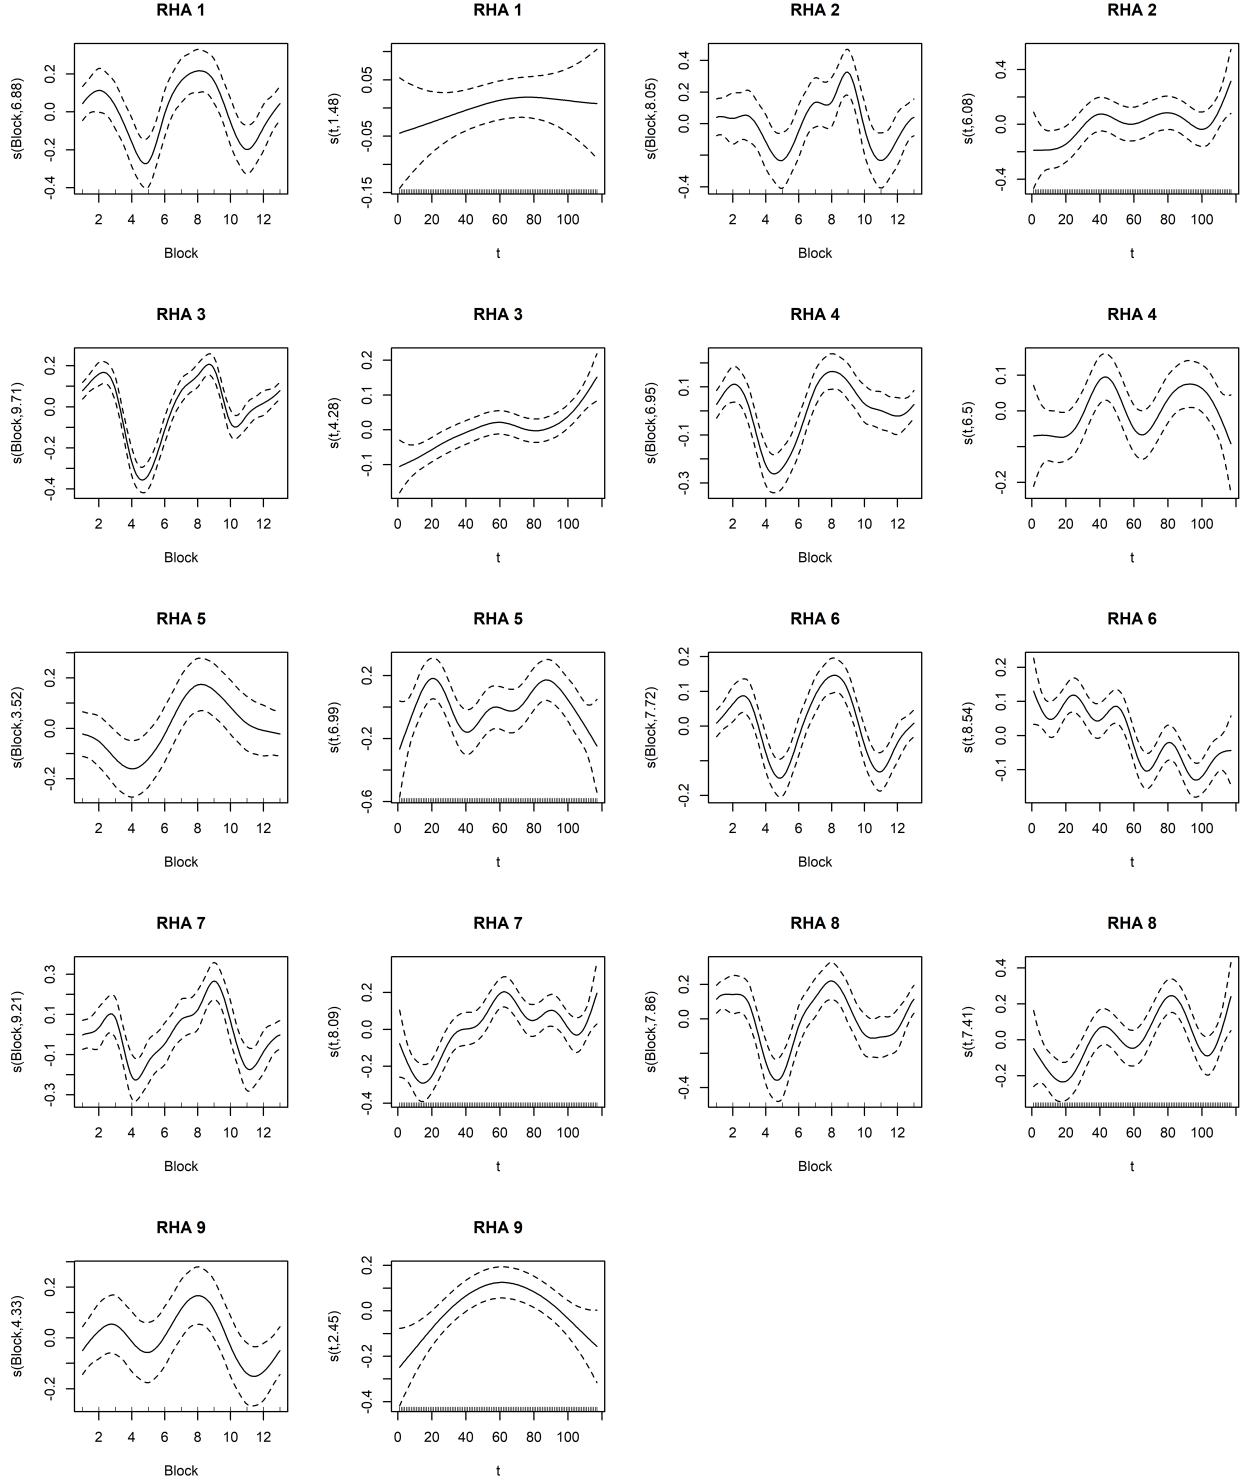 RHA 1 RHA 1 RHA 2 RHA 2
s(Block,6.88) -0.4 -0.2 0.0 0.2 s(t,1.48) -0.15 -0.05 0.05 s(Block,8.05) -0.4 0.0 0.2 0.4 s(t,6.08) -0.4 0.0 0.4
2 4 6 8 10 12 0 20 40 60 80 100 2 4 6 8 10 12 0 20 40 60 80 100
Block t Block t
RHA 3 RHA 3 RHA 4 RHA 4
s(Block,9.71) -0.4 -0.2 0.0 0.2 s(t,4.28) -0.1 0.0 0.1 0.2 s(Block,6.95) -0.3 -0.1 0.1 s(t,6.5) -0.2 0.0 0.1
2 4 6 8 10 12 0 20 40 60 80 100 2 4 6 8 10 12 0 20 40 60 80 100
Block t Block t
RHA 5 RHA 5 RHA 6 RHA 6
s(Block,3.52) -0.2 0.0 0.2 s(t,6.99) -0.6 -0.2 0.2 s(Block,7.72) -0.2 0.0 0.1 0.2 s(t,8.54) -0.1 0.0 0.1 0.2
2 4 6 8 10 12 0 20 40 60 80 100 2 4 6 8 10 12 0 20 40 60 80 100
Block t Block t
RHA 7 RHA 7 RHA 8 RHA 8
s(Block,9.21) -0.3 -0.1 0.1 0.3 s(t,8.09) -0.4 -0.2 0.0 0.2 s(Block,7.86) -0.4 0.0 0.2 s(t,7.41) -0.2 0.0 0.2 0.4
2 4 6 8 10 12 0 20 40 60 80 100 2 4 6 8 10 12 0 20 40 60 80 100
Block t Block t
RHA 9 RHA 9
s(Block,4.33) -0.2 0.0 0.2 s(t,2.45) -0.4 -0.2 0.0 0.2
2 4 6 8 10 12 0 20 40 60 80 100
Block t